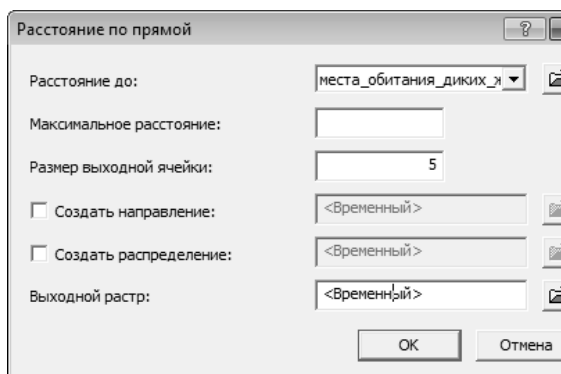 Расстояние по прямой
Расстояние до: места_обитания_диких_ж
Максимальное расстояние:
Размер выходной ячейки: 5
Создать направление: <Временный>
Создать распределение: <Временный>
Выходной растр: <Временный>
OK Отмена